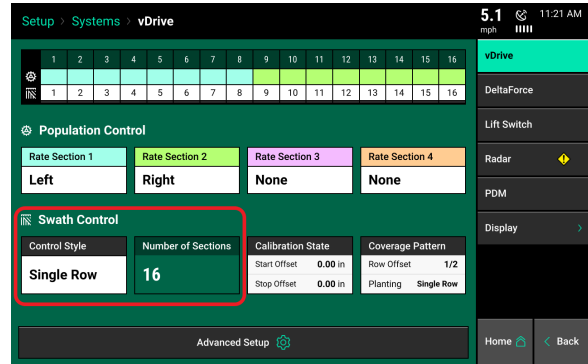 Setup > Systems > vDrive
5.1 mph 11:21 AM
1 2 3 4 5 6 7 8 9 10 11 12 13 14 15 16
1 2 3 4 5 6 7 8 9 10 11 12 13 14 15 16
Population Control
Rate Section 1 Rate Section 2 Rate Section 3 Rate Section 4
Left Right None None
Swath Control
Control Style Number of Sections Calibration State Coverage Pattern
Single Row 16
Start Offset 0.00 in Row Offset 1/2
Stop Offset 0.00 in Planting Single Row
Advanced Setup
vDrive
DeltaForce
Lift Switch
Radar
PDM
Display >
Home < Back